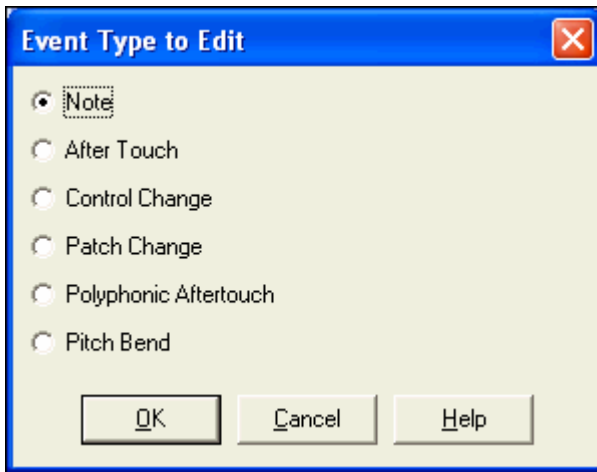 Event Type to Edit
Note
After Touch
Control Change
Patch Change
Polyphonic Aftertouch
Pitch Bend
OK Cancel Help